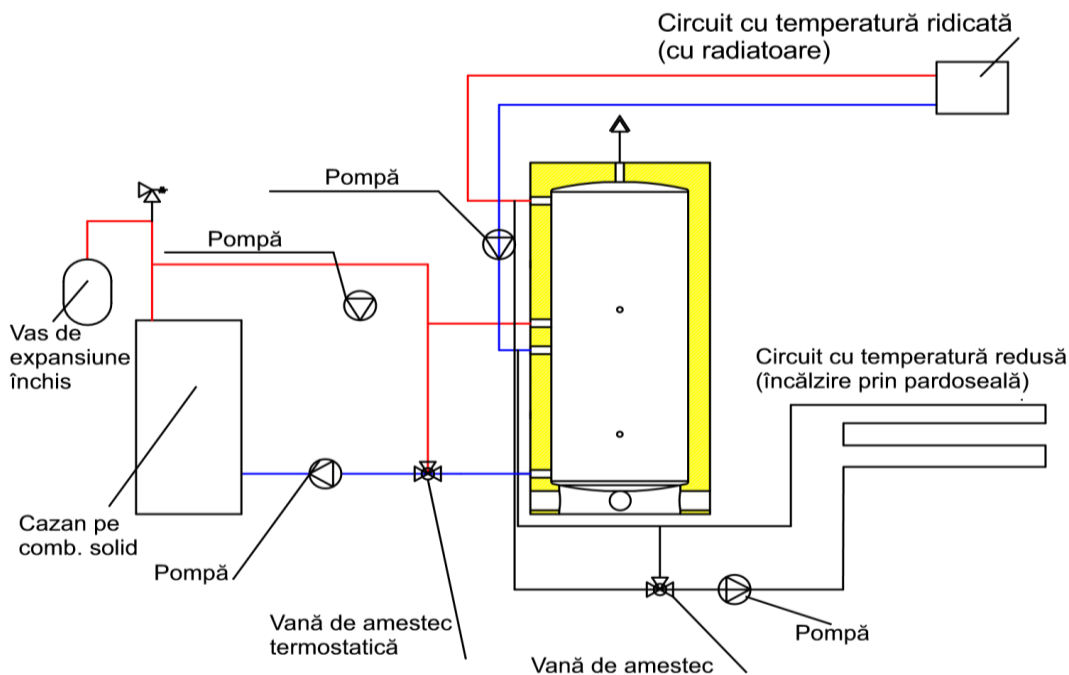 Circuit cu temperatură ridicată
(cu radiatoare)
Pompă
Pompă
Vas de
expansiune
închis
Circuit cu temperatură redusă
(încălzire prin pardoseală)
Cazan pe
comb. solid
Pompă
Vană de amestec
termostatică
Pompă
Vană de amestec